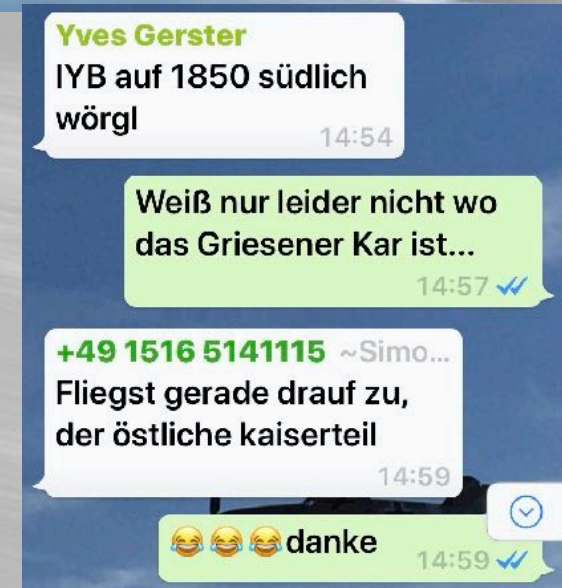 Yves Gerster
IYB auf 1850 südlich
wörgl
14:54
Weiß nur leider nicht wo
das Griesener Kar ist...
14:57
+49 1516 5141115 ~Simo...
Fliegst gerade drauf zu,
der östliche kaiserteil
14:59
😂😂😂danke
14:59